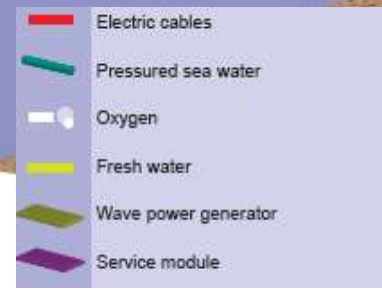 Electric cables
Pressured sea water
Oxygen
Fresh water
Wave power generator
Service module